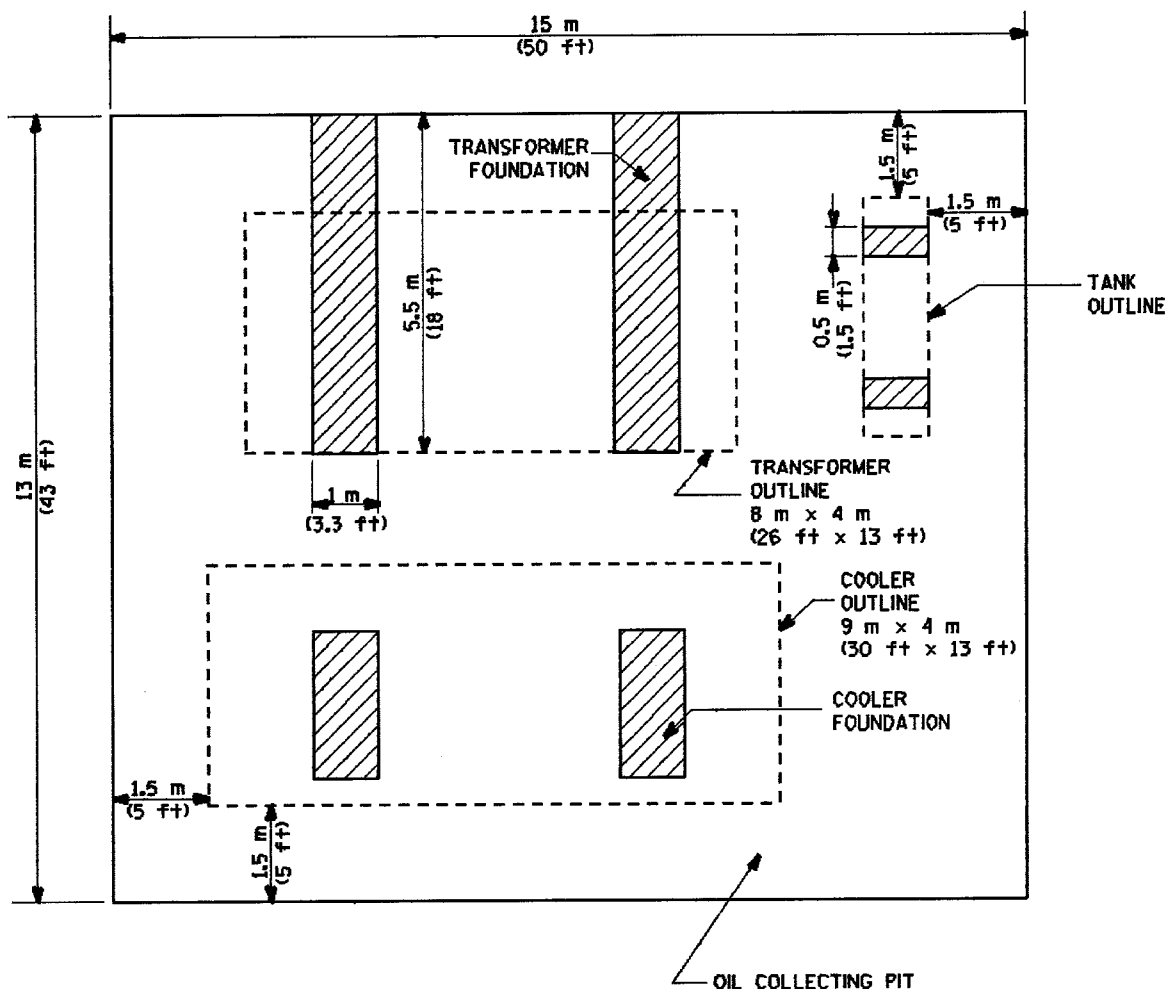 15 m
(50 ft)
TRANSFORMER
FOUNDATION
1.5 m
(5 ft)
1.5 m
(5 ft)
5.5 m
(18 ft)
0.5 m
(1.5 ft)
TANK
OUTLINE
13 m
(43 ft)
1 m
(3.3 ft)
TRANSFORMER
OUTLINE
8 m x 4 m
(26 ft x 13 ft)
COOLER
OUTLINE
9 m x 4 m
(30 ft x 13 ft)
COOLER
FOUNDATION
1.5 m
(5 ft)
1.5 m
(5 ft)
OIL COLLECTING PIT